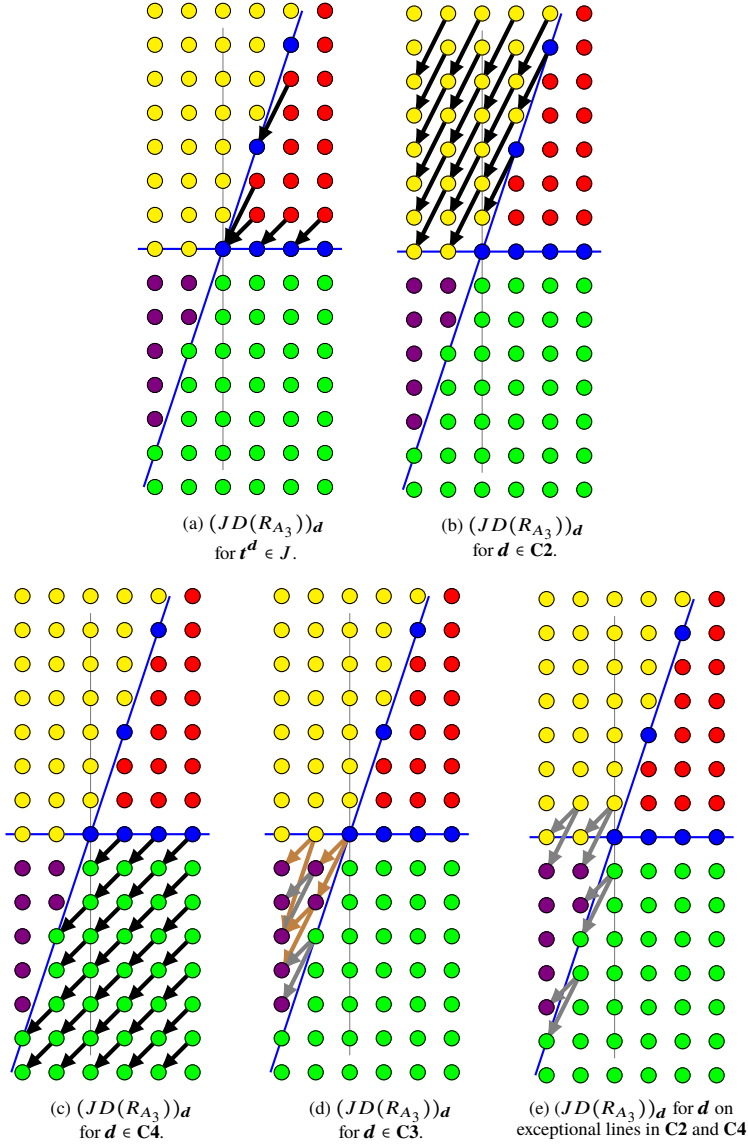 (a) (JD(R_{A_3}))_d
for t^d ∈ J.
(b) (JD(R_{A_3}))_d
for d ∈ C2.
(c) (JD(R_{A_3}))_d
for d ∈ C4.
(d) (JD(R_{A_3}))_d
for d ∈ C3.
(e) (JD(R_{A_3}))_d for d on
exceptional lines in C2 and C4